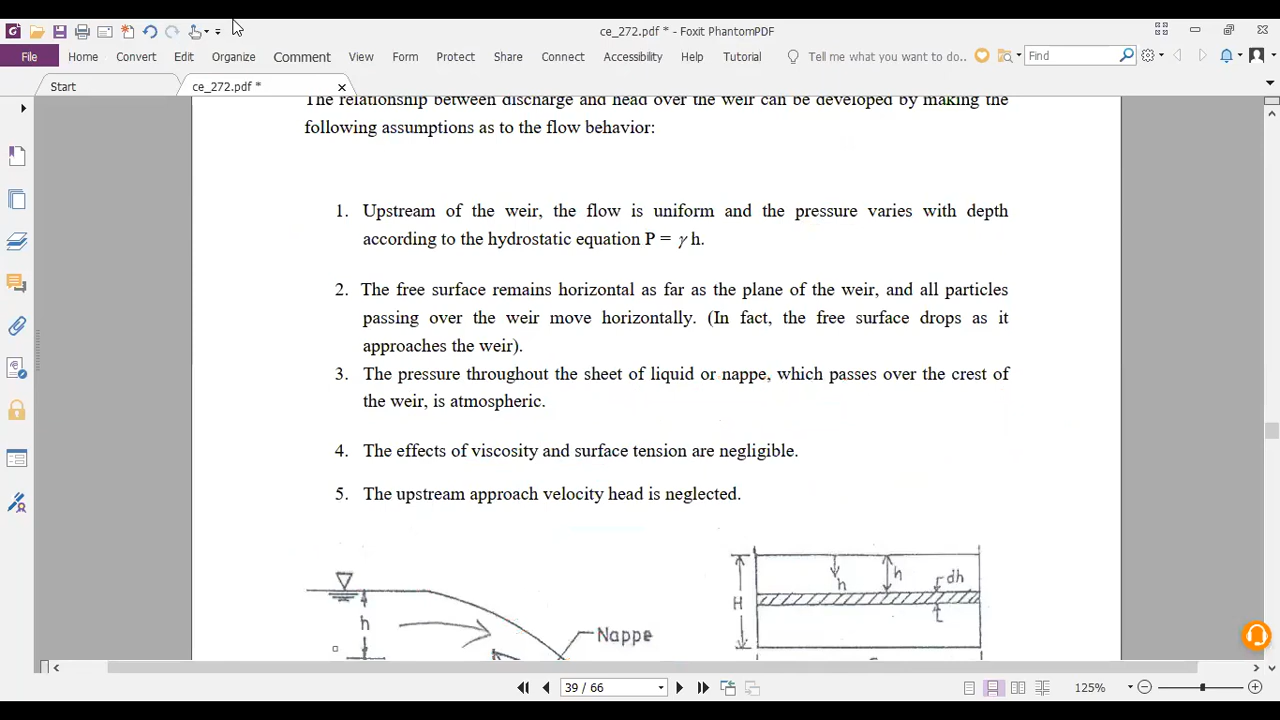 ce_272.pdf * - Foxit PhantomPDF
File Home Convert Edit Organize Comment View Form Protect Share Connect Accessibility Help Tutorial Tell me what you want to do... Find
Start ce_272.pdf *
The relationship between discharge and head over the weir can be developed by making the
following assumptions as to the flow behavior:
1. Upstream of the weir, the flow is uniform and the pressure varies with depth
according to the hydrostatic equation P = γ h.
2. The free surface remains horizontal as far as the plane of the weir, and all particles
passing over the weir move horizontally. (In fact, the free surface drops as it
approaches the weir).
3. The pressure throughout the sheet of liquid or nappe, which passes over the crest of
the weir, is atmospheric.
4. The effects of viscosity and surface tension are negligible.
5. The upstream approach velocity head is neglected.
h
Nappe
H
h
h
dh
39 / 66
125%